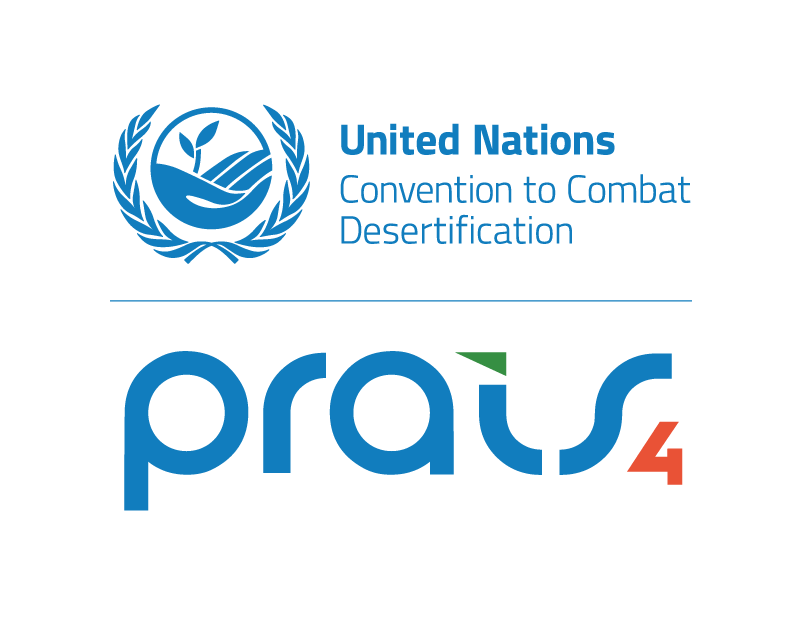 United Nations
Convention to Combat
Desertification
prais4